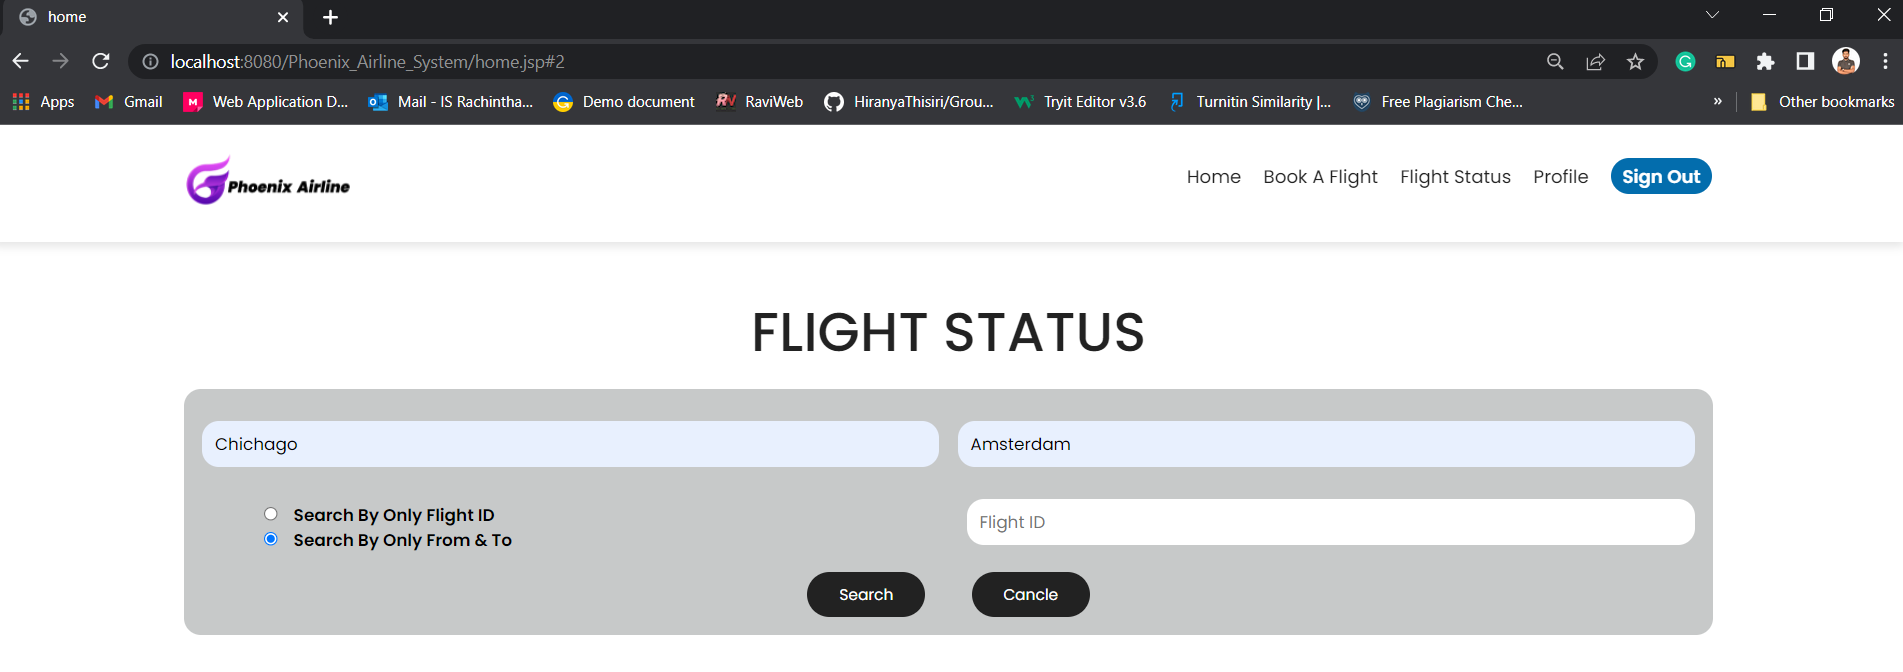 home
localhost:8080/Phoenix_Airline_System/home.jsp#2
Apps Gmail Web Application D... Mail - IS Rachintha... Demo document RaviWeb HiranyaThisiri/Grou... Tryit Editor v3.6 Turnitin Similarity |... Free Plagiarism Che... » Other bookmarks
Phoenix Airline
Home Book A Flight Flight Status Profile Sign Out
FLIGHT STATUS
Chichago Amsterdam
Search By Only Flight ID
Search By Only From & To
Flight ID
Search Cancle